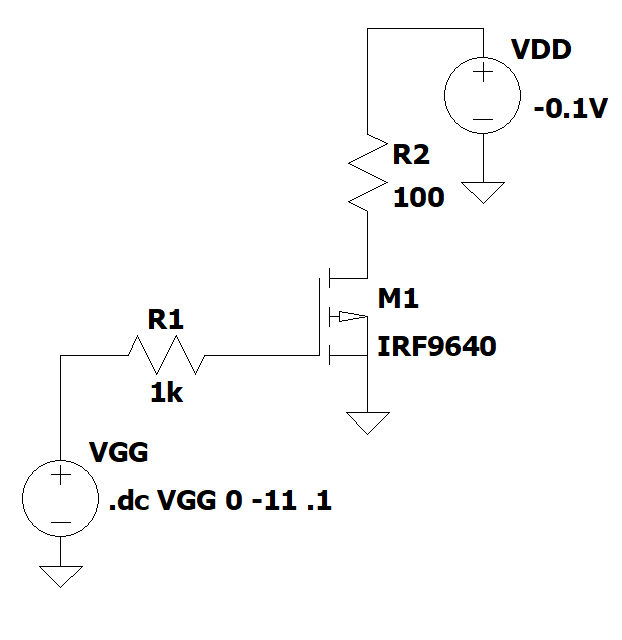 VDD
-0.1V
R2
100
M1
IRF9640
R1
1k
VGG
.dc VGG 0 -11 .1